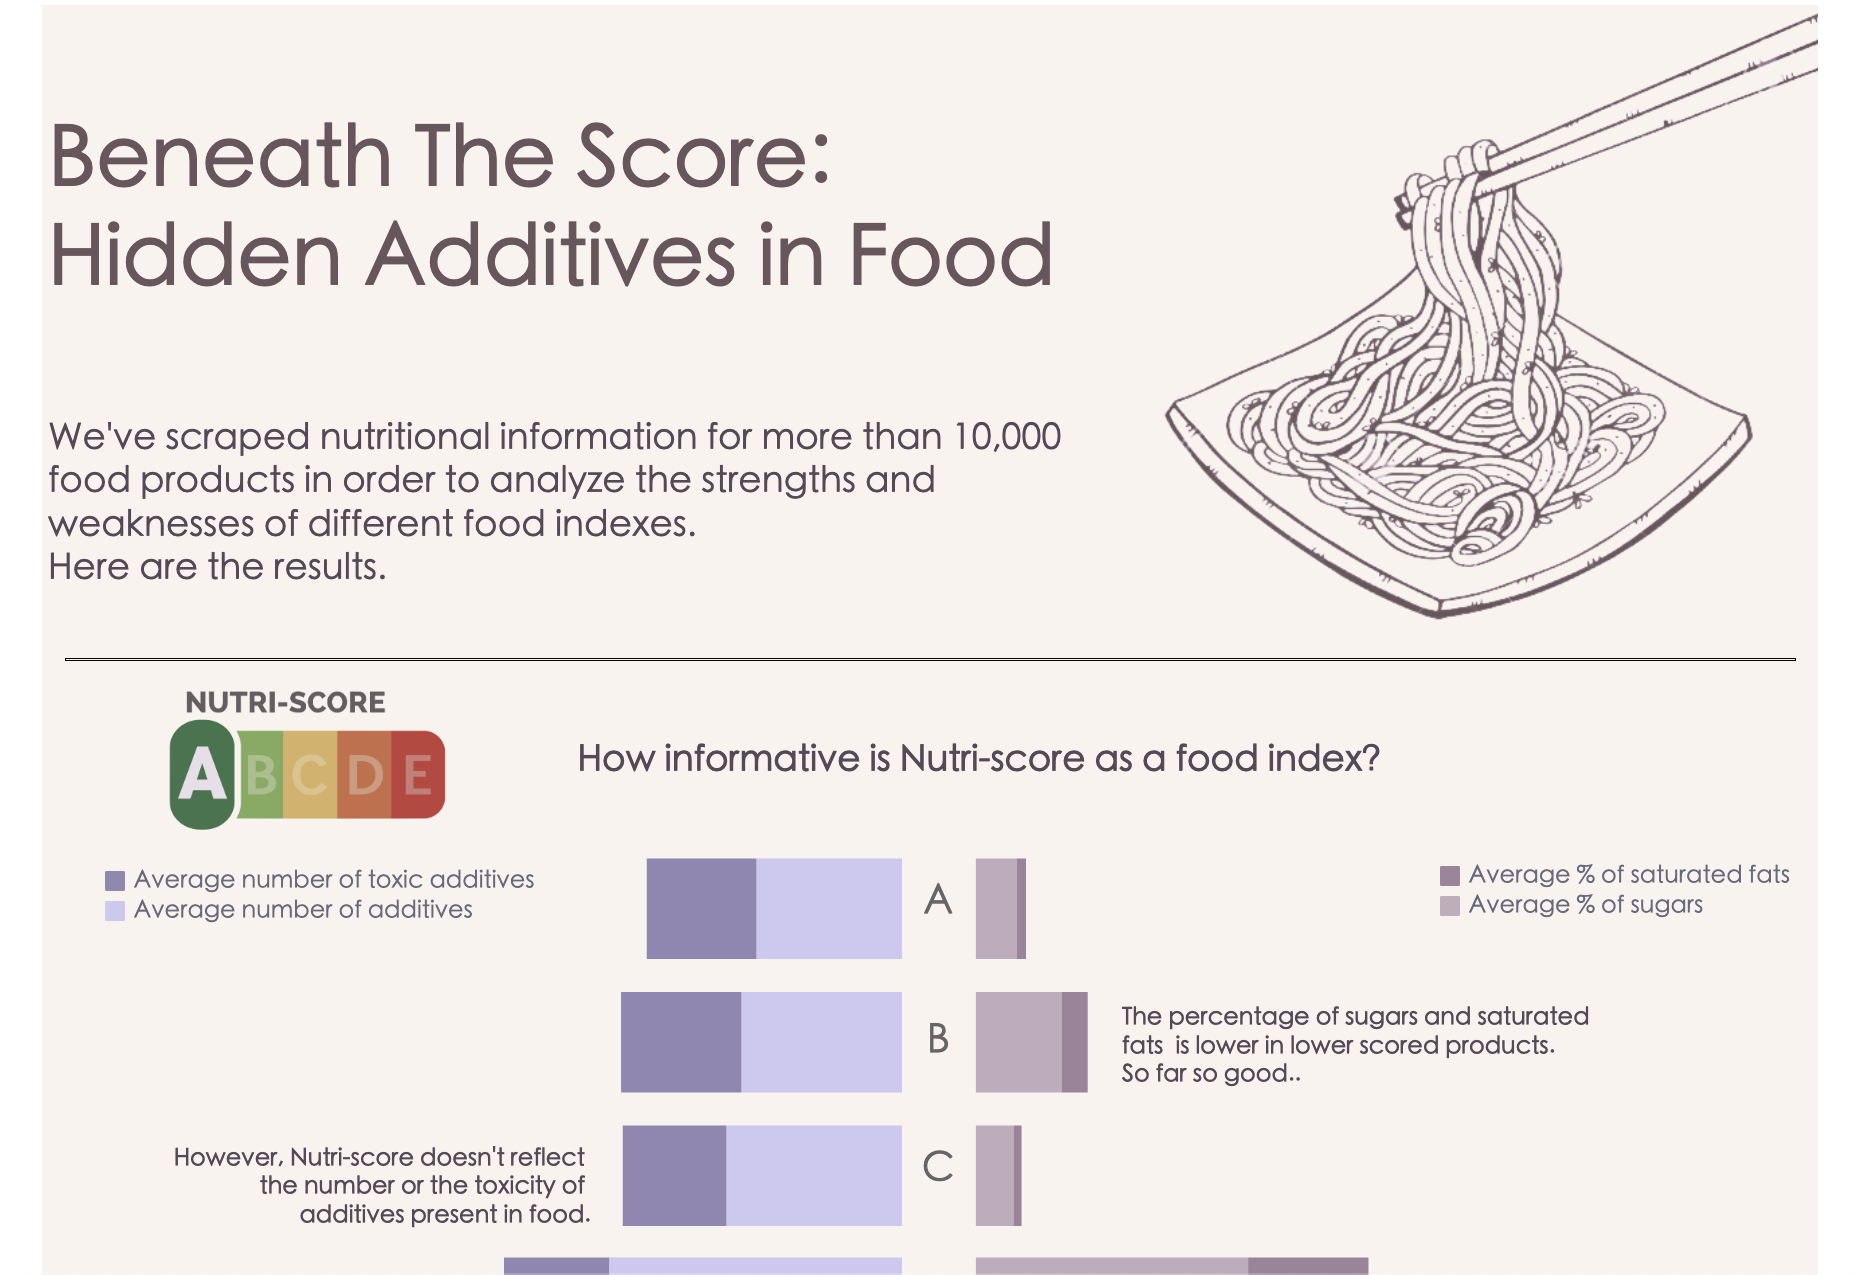 Beneath The Score:
Hidden Additives in Food
We've scraped nutritional information for more than 10,000
food products in order to analyze the strengths and
weaknesses of different food indexes.
Here are the results.
NUTRI-SCORE
A B C D E
How informative is Nutri-score as a food index?
Average number of toxic additives
Average number of additives
A
Average % of saturated fats
Average % of sugars
B
The percentage of sugars and saturated
fats  is lower in lower scored products.
So far so good..
However, Nutri-score doesn't reflect
the number or the toxicity of
additives present in food.
C